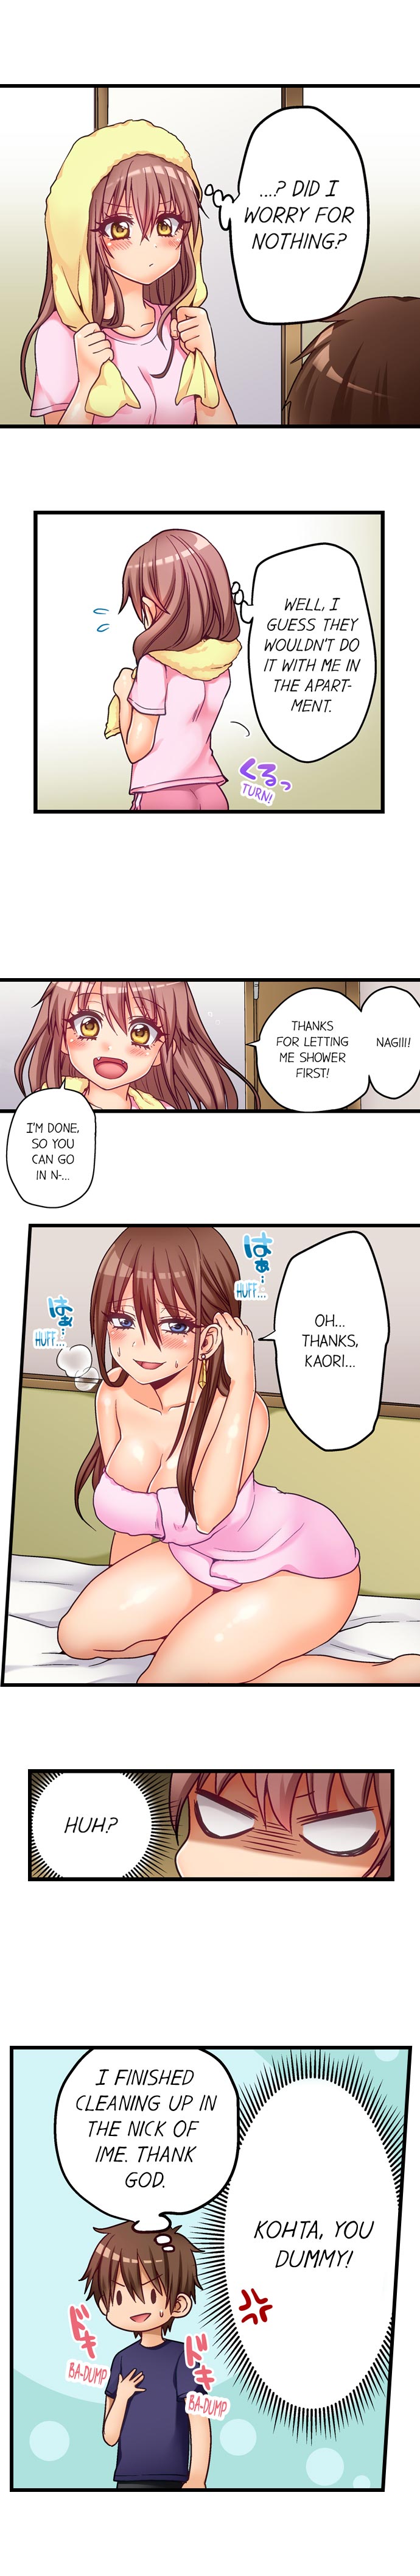 ....? DID I
WORRY FOR
NOTHING?
WELL, I
GUESS THEY
WOULDN'T DO
IT WITH ME IN
THE APART-
MENT.
くるっ
TURN!
NAGIII!
THANKS
FOR LETTING
ME SHOWER
FIRST!
I'M DONE,
SO YOU
CAN GO
IN N-...
はぁ…
HUFF...
はぁ…
HUFF...
OH...
THANKS,
KAORI...
HUH?
I FINISHED
CLEANING UP IN
THE NICK OF
IME. THANK
GOD.
KOHTA, YOU
DUMMY!
ドキ
BA-DUMP
ドキ
BA-DUMP